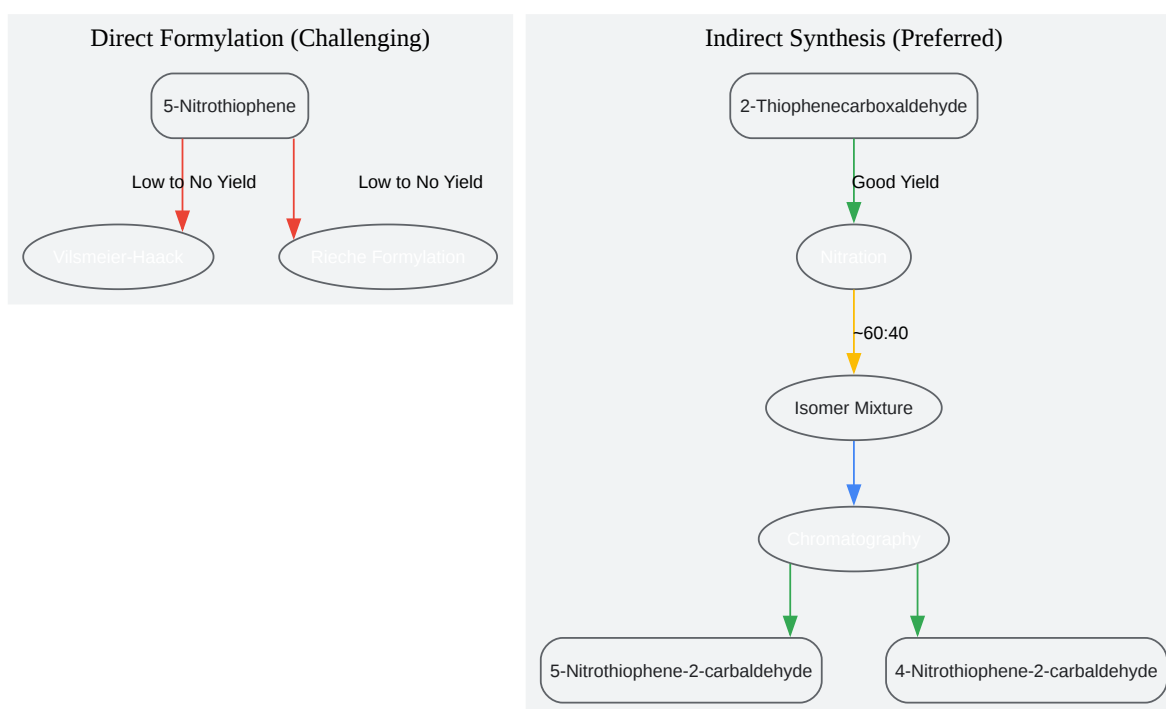 Direct Formylation (Challenging)
5-Nitrothiophene
Low to No Yield
Low to No Yield
Vilsmeier-Haack
Rieche Formylation
Indirect Synthesis (Preferred)
2-Thiophenecarboxaldehyde
Good Yield
Nitration
~60:40
Isomer Mixture
Chromatography
5-Nitrothiophene-2-carbaldehyde
4-Nitrothiophene-2-carbaldehyde